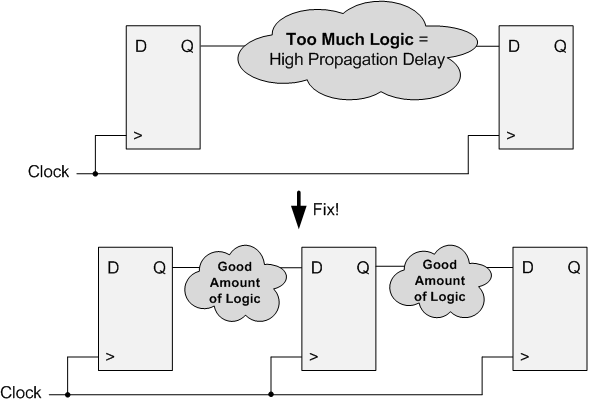 D Q
Too Much Logic =
High Propagation Delay
D Q
>
>
Clock
Fix!
D Q
Good
Amount
of Logic
D Q
Good
Amount
of Logic
D Q
>
>
>
Clock